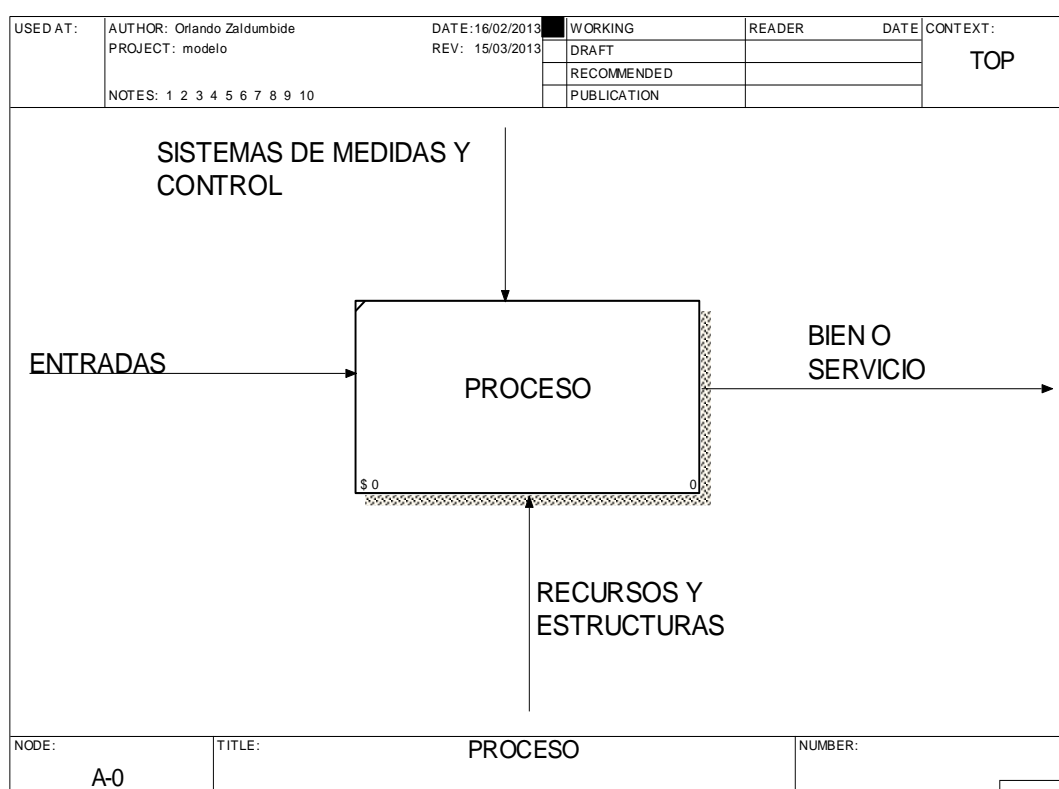 USED AT:
AUTHOR: Orlando Zaldumbide
DATE:16/02/2013
WORKING
READER
DATE
CONTEXT:
PROJECT: modelo
REV: 15/03/2013
DRAFT
TOP
RECOMMENDED
NOTES: 1 2 3 4 5 6 7 8 9 10
PUBLICATION
SISTEMAS DE MEDIDAS Y
CONTROL
ENTRADAS
PROCESO
BIEN O
SERVICIO
$ 0
0
RECURSOS Y
ESTRUCTURAS
NODE:
TITLE:
PROCESO
NUMBER:
A-0